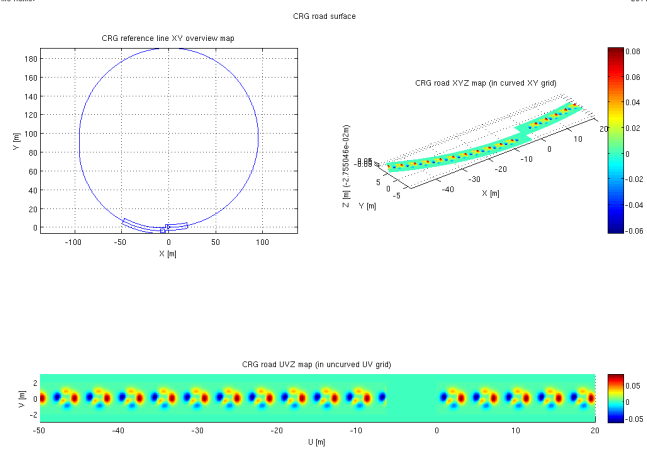 CRG road surface
CRG reference line XY overview map
180
160
140
120
100
80
60
40
20
0
Y [m]
-100 -50 0 50 100
X [m]
CRG road XYZ map (in curved XY grid)
Z [m] (-2.755046e-02m)
5
0
-5
Y [m]
-40
-20
-10
0
10
20
X [m]
0.08
0.06
0.04
0.02
0
-0.02
-0.04
-0.06
CRG road UVZ map (in uncurved UV grid)
2
0
-2
V [m]
-50 -40 -30 -20 -10 0 10 20
U [m]
0.05
0
-0.05